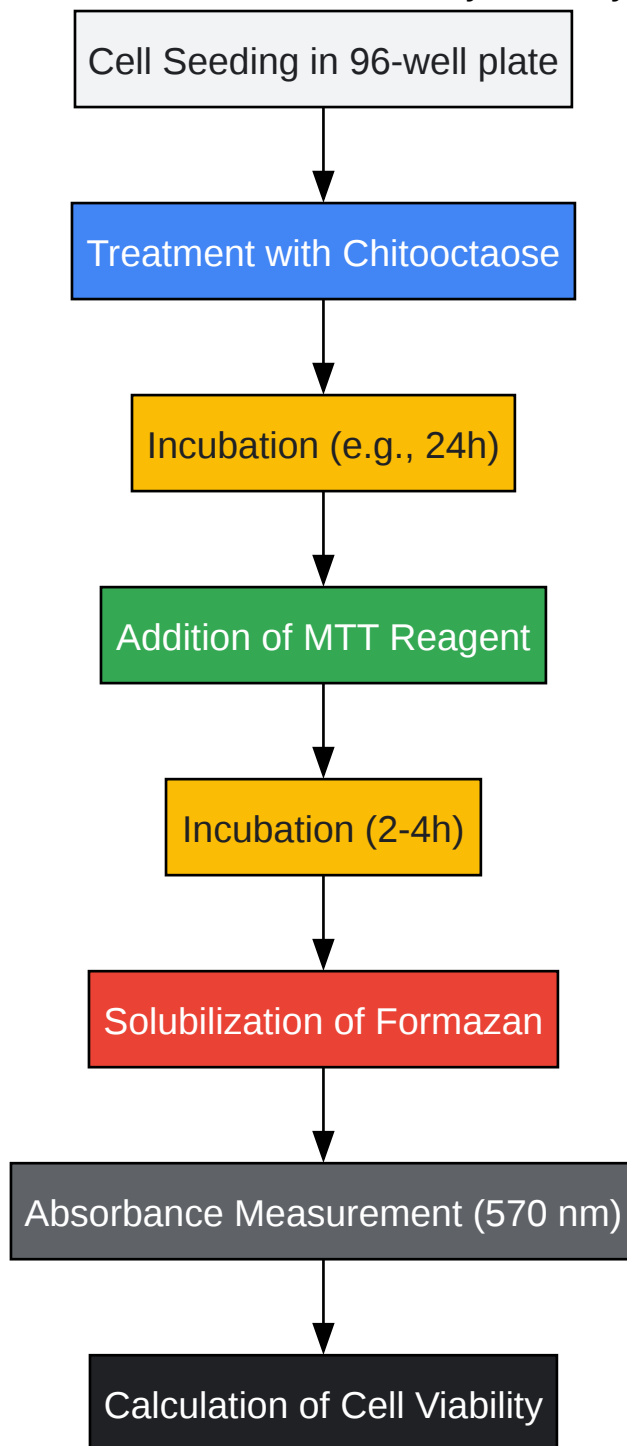 Cell Seeding in 96-well plate
Treatment with Chitooctaose
Incubation (e.g., 24h)
Addition of MTT Reagent
Incubation (2-4h)
Solubilization of Formazan
Absorbance Measurement (570 nm)
Calculation of Cell Viability